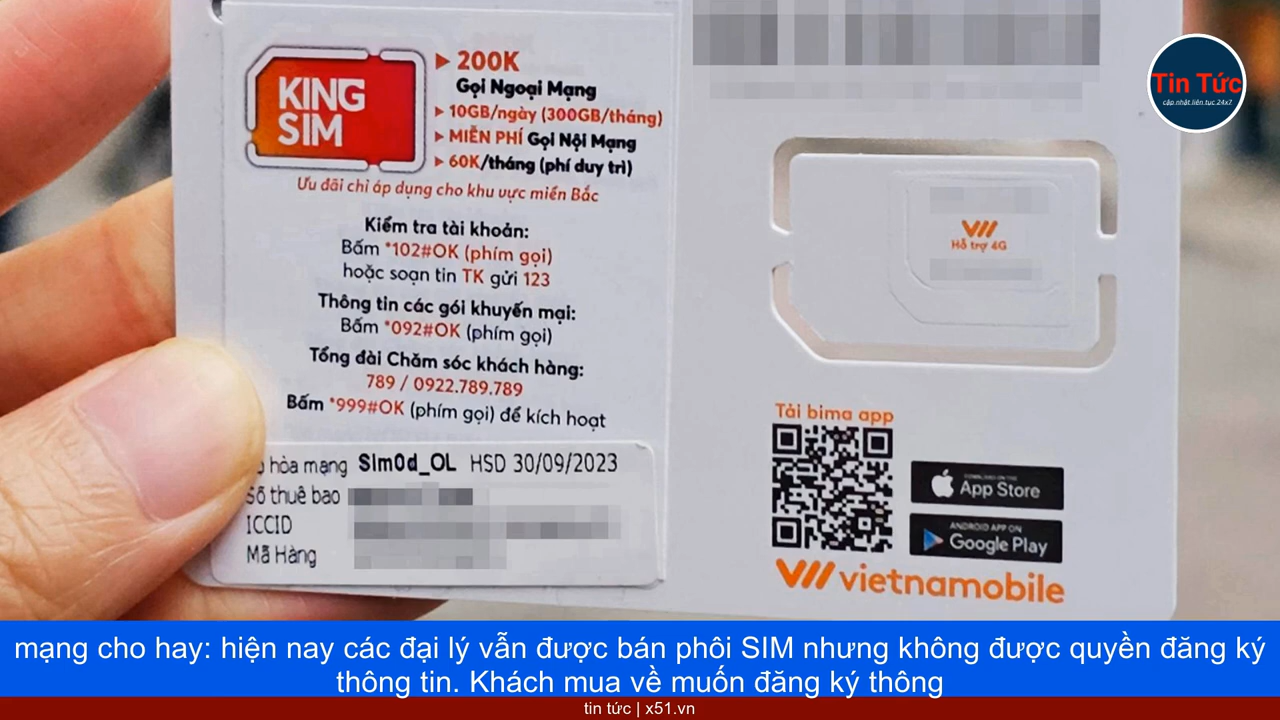 KING
SIM
▶ 200K
Gọi Ngoại Mạng
▶ 10GB/ngày (300GB/tháng)
▶ MIỄN PHÍ Gọi Nội Mạng
▶ 60K/tháng (phí duy trì)
Ưu đãi chỉ áp dụng cho khu vực miền Bắc
Kiểm tra tài khoản:
Bấm *102#OK (phím gọi)
hoặc soạn tin TK gửi 123
Thông tin các gói khuyến mại:
Bấm *092#OK (phím gọi)
Tổng đài Chăm sóc khách hàng:
789 / 0922.789.789
Bấm *999#OK (phím gọi) để kích hoạt
hòa mạng Sim0d_OL HSD 30/09/2023
Số thuê bao
ICCID
Mã Hàng
Tin Tức
cập nhật liên tục 24x7
Hỗ trợ 4G
Tải bima app
App Store
ANDROID APP ON
Google Play
vietnamobile
mạng cho hay: hiện nay các đại lý vẫn được bán phôi SIM nhưng không được quyền đăng ký
thông tin. Khách mua về muốn đăng ký thông
tin tức | x51.vn